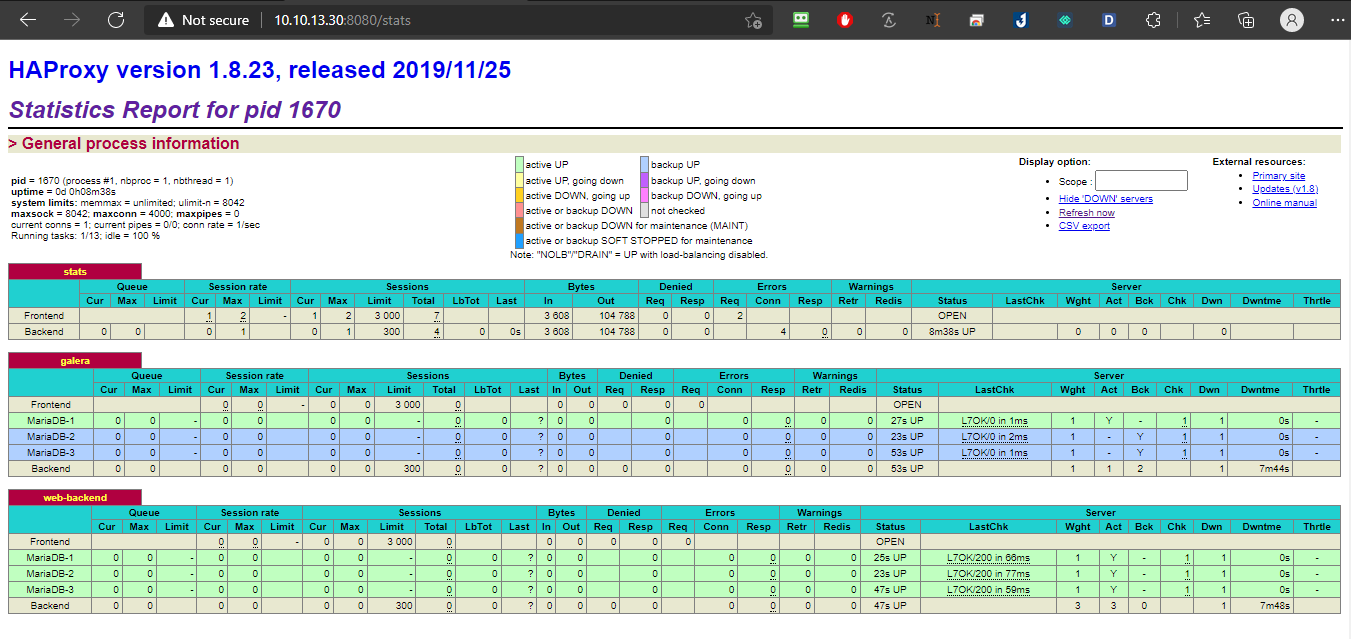 Not secure 10.10.13.30:8080/stats
HAProxy version 1.8.23, released 2019/11/25
Statistics Report for pid 1670
> General process information
pid = 1670 (process #1, nbproc = 1, nbthread = 1)
uptime = 0d 0h08m38s
system limits: memmax = unlimited; ulimit-n = 8042
maxsock = 8042; maxconn = 4000; maxpipes = 0
current conns = 1; current pipes = 0/0; conn rate = 1/sec
Running tasks: 1/13; idle = 100 %
active UP backup UP
active UP, going down backup UP, going down
active DOWN, going up backup DOWN, going up
active or backup DOWN not checked
active or backup DOWN for maintenance (MAINT)
active or backup SOFT STOPPED for maintenance
Note: "NOLB"/"DRAIN" = UP with load-balancing disabled.
Display option:
Scope :
Hide 'DOWN' servers
Refresh now
CSV export
External resources:
Primary site
Updates (v1.8)
Online manual
stats
Queue Session rate Sessions Bytes Denied Errors Warnings Server
Cur Max Limit Cur Max Limit Cur Max Limit Total LbTot Last In Out Req Resp Req Conn Resp Retr Redis Status LastChk Wght Act Bck Chk Dwn Dwntme Thrtle
Frontend 1 2 - 1 2 3 000 7 3 608 104 788 0 0 2 OPEN
Backend 0 0 0 1 0 1 300 4 0 0s 3 608 104 788 0 0 4 0 0 0 8m38s UP 0 0 0 0
galera
Queue Session rate Sessions Bytes Denied Errors Warnings Server
Cur Max Limit Cur Max Limit Cur Max Limit Total LbTot Last In Out Req Resp Req Conn Resp Retr Redis Status LastChk Wght Act Bck Chk Dwn Dwntme Thrtle
Frontend 0 0 - 0 0 3 000 0 0 0 0 0 0 OPEN
MariaDB-1 0 0 - 0 0 0 0 - 0 0 ? 0 0 0 0 0 0 0 27s UP L7OK/0 in 1ms 1 Y - 1 1 0s -
MariaDB-2 0 0 - 0 0 0 0 - 0 0 ? 0 0 0 0 0 0 0 23s UP L7OK/0 in 2ms 1 - Y 1 1 0s -
MariaDB-3 0 0 - 0 0 0 0 - 0 0 ? 0 0 0 0 0 0 0 53s UP L7OK/0 in 1ms 1 - Y 1 1 0s -
Backend 0 0 0 0 0 0 300 0 0 ? 0 0 0 0 0 0 0 0 53s UP 1 1 2 1 7m44s
web-backend
Queue Session rate Sessions Bytes Denied Errors Warnings Server
Cur Max Limit Cur Max Limit Cur Max Limit Total LbTot Last In Out Req Resp Req Conn Resp Retr Redis Status LastChk Wght Act Bck Chk Dwn Dwntme Thrtle
Frontend 0 0 - 0 0 3 000 0 0 0 0 0 0 OPEN
MariaDB-1 0 0 - 0 0 0 0 - 0 0 ? 0 0 0 0 0 0 0 25s UP L7OK/200 in 66ms 1 Y - 1 1 0s -
MariaDB-2 0 0 - 0 0 0 0 - 0 0 ? 0 0 0 0 0 0 0 23s UP L7OK/200 in 77ms 1 Y - 1 1 0s -
MariaDB-3 0 0 - 0 0 0 0 - 0 0 ? 0 0 0 0 0 0 0 47s UP L7OK/200 in 59ms 1 Y - 1 1 0s -
Backend 0 0 0 0 0 0 300 0 0 ? 0 0 0 0 0 0 0 0 47s UP 3 3 0 1 7m48s